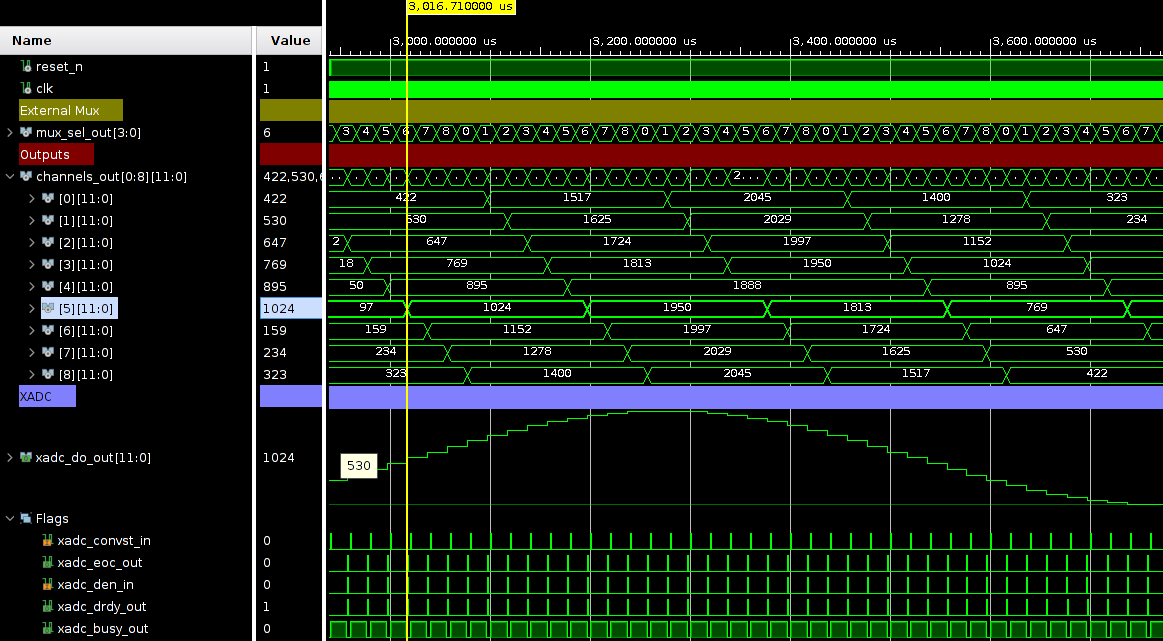 3,016.710000 us
Name Value
3,000.000000 us 3,200.000000 us 3,400.000000 us 3,600.000000 us
reset_n 1
clk 1
External Mux
mux_sel_out[3:0] 6 3 4 5 6 7 8 0 1 2 3 4 5 6 7 8 0 1 2 3 4 5 6 7 8 0 1 2 3 4 5 6 7 8 0 1 2 3 4 5 6 7
Outputs
channels_out[0:8][11:0] 422,530,6 2...
[0][11:0] 422 422 1517 2045 1400 323
[1][11:0] 530 530 1625 2029 1278 234
[2][11:0] 647 2 647 1724 1997 1152
[3][11:0] 769 18 769 1813 1950 1024
[4][11:0] 895 50 895 1888 895
[5][11:0] 1024 97 1024 1950 1813 769
[6][11:0] 159 159 1152 1997 1724 647
[7][11:0] 234 234 1278 2029 1625 530
[8][11:0] 323 323 1400 2045 1517 422
XADC
xadc_do_out[11:0] 1024 530
Flags
xadc_convst_in 0
xadc_eoc_out 0
xadc_den_in 0
xadc_drdy_out 1
xadc_busy_out 0